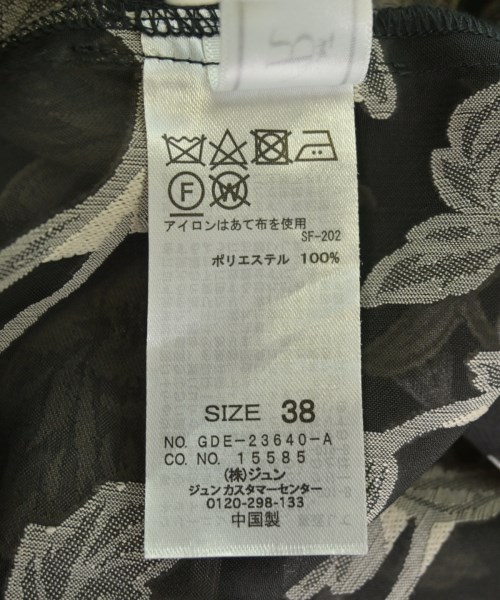 F W
アイロンはあて布を使用
SF-202
ポリエステル 100%
SIZE 38
NO. GDE-23640-A
CO. NO. 15585
(株)ジュン
ジュンカスタマーセンター
0120-298-133
中国製